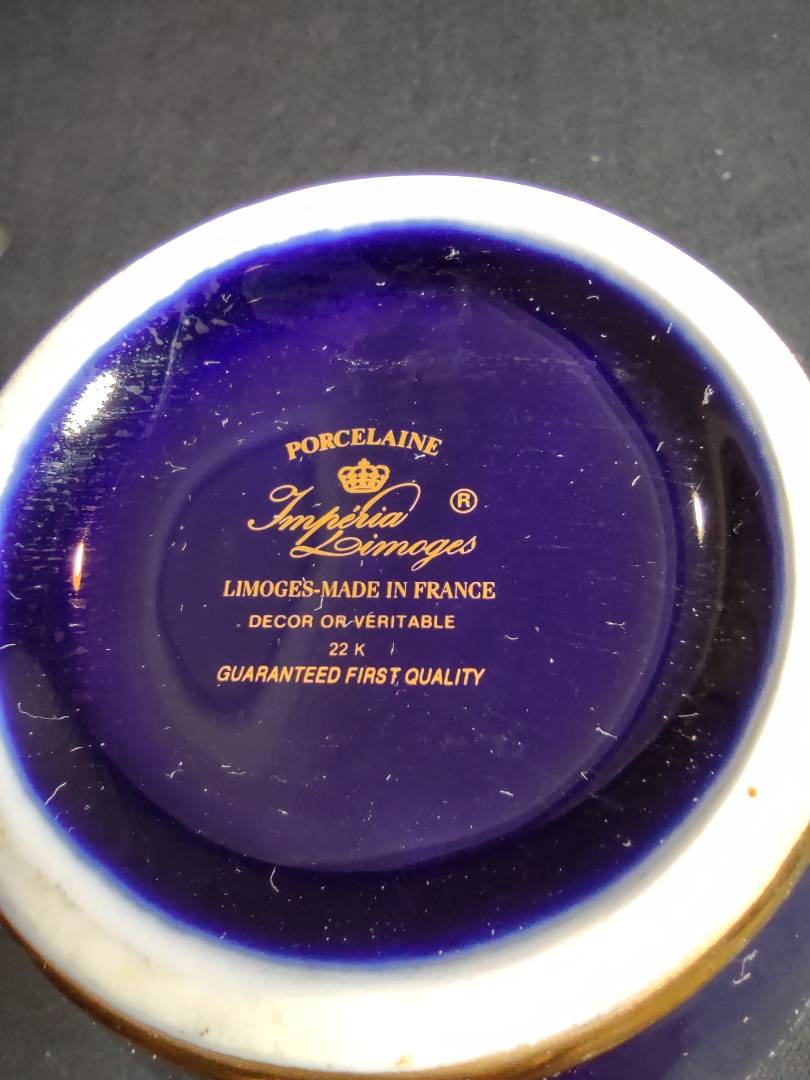 PORCELAINE
Impéria ®
Limoges
LIMOGES-MADE IN FRANCE
DECOR OR VÉRITABLE
22 K
GUARANTEED FIRST QUALITY